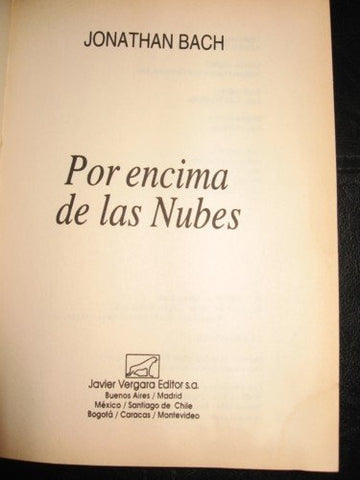 JONATHAN BACH
Por encima
de las Nubes
Javier Vergara Editor s.a.
Buenos Aires / Madrid
México / Santiago de Chile
Bogotá / Caracas / Montevideo